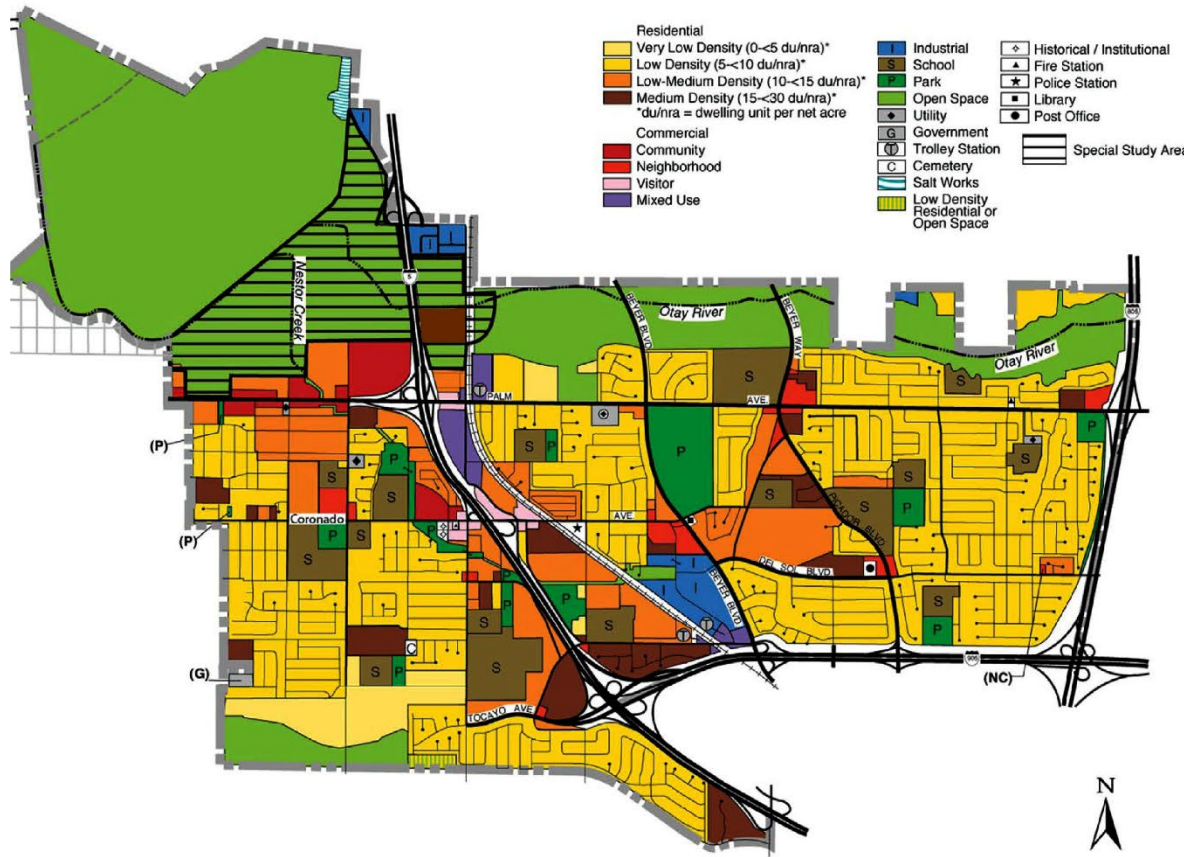 Residential
Very Low Density (0-<5 du/nra)*
Low Density (5-<10 du/nra)*
Low-Medium Density (10-<15 du/nra)*
Medium Density (15-<30 du/nra)*
*du/nra = dwelling unit per net acre
Commercial
Community
Neighborhood
Visitor
Mixed Use
I Industrial
S School
P Park
Open Space
Utility
G Government
T Trolley Station
C Cemetery
Salt Works
Low Density
Residential or
Open Space
Historical / Institutional
Fire Station
Police Station
Library
Post Office
Special Study Area
I
Nestor Creek
5
I
I
I
BEYER BLVD
Otay River
BEYER WAY
I
Otay River
805
T
PALM
AVE.
S
S
(P)
S
P
P
S
S
S
P
S
S
S
P
(P)
Coronado
AVE.
P
S
P
S
PICADOR BLVD
DEL SOL BLVD
I
I
I
BEYER BLVD
P
P
S
S
P
S
S
P
C
S
T
T
S
P
(G)
905
(NC)
TOCAYO AVE
N